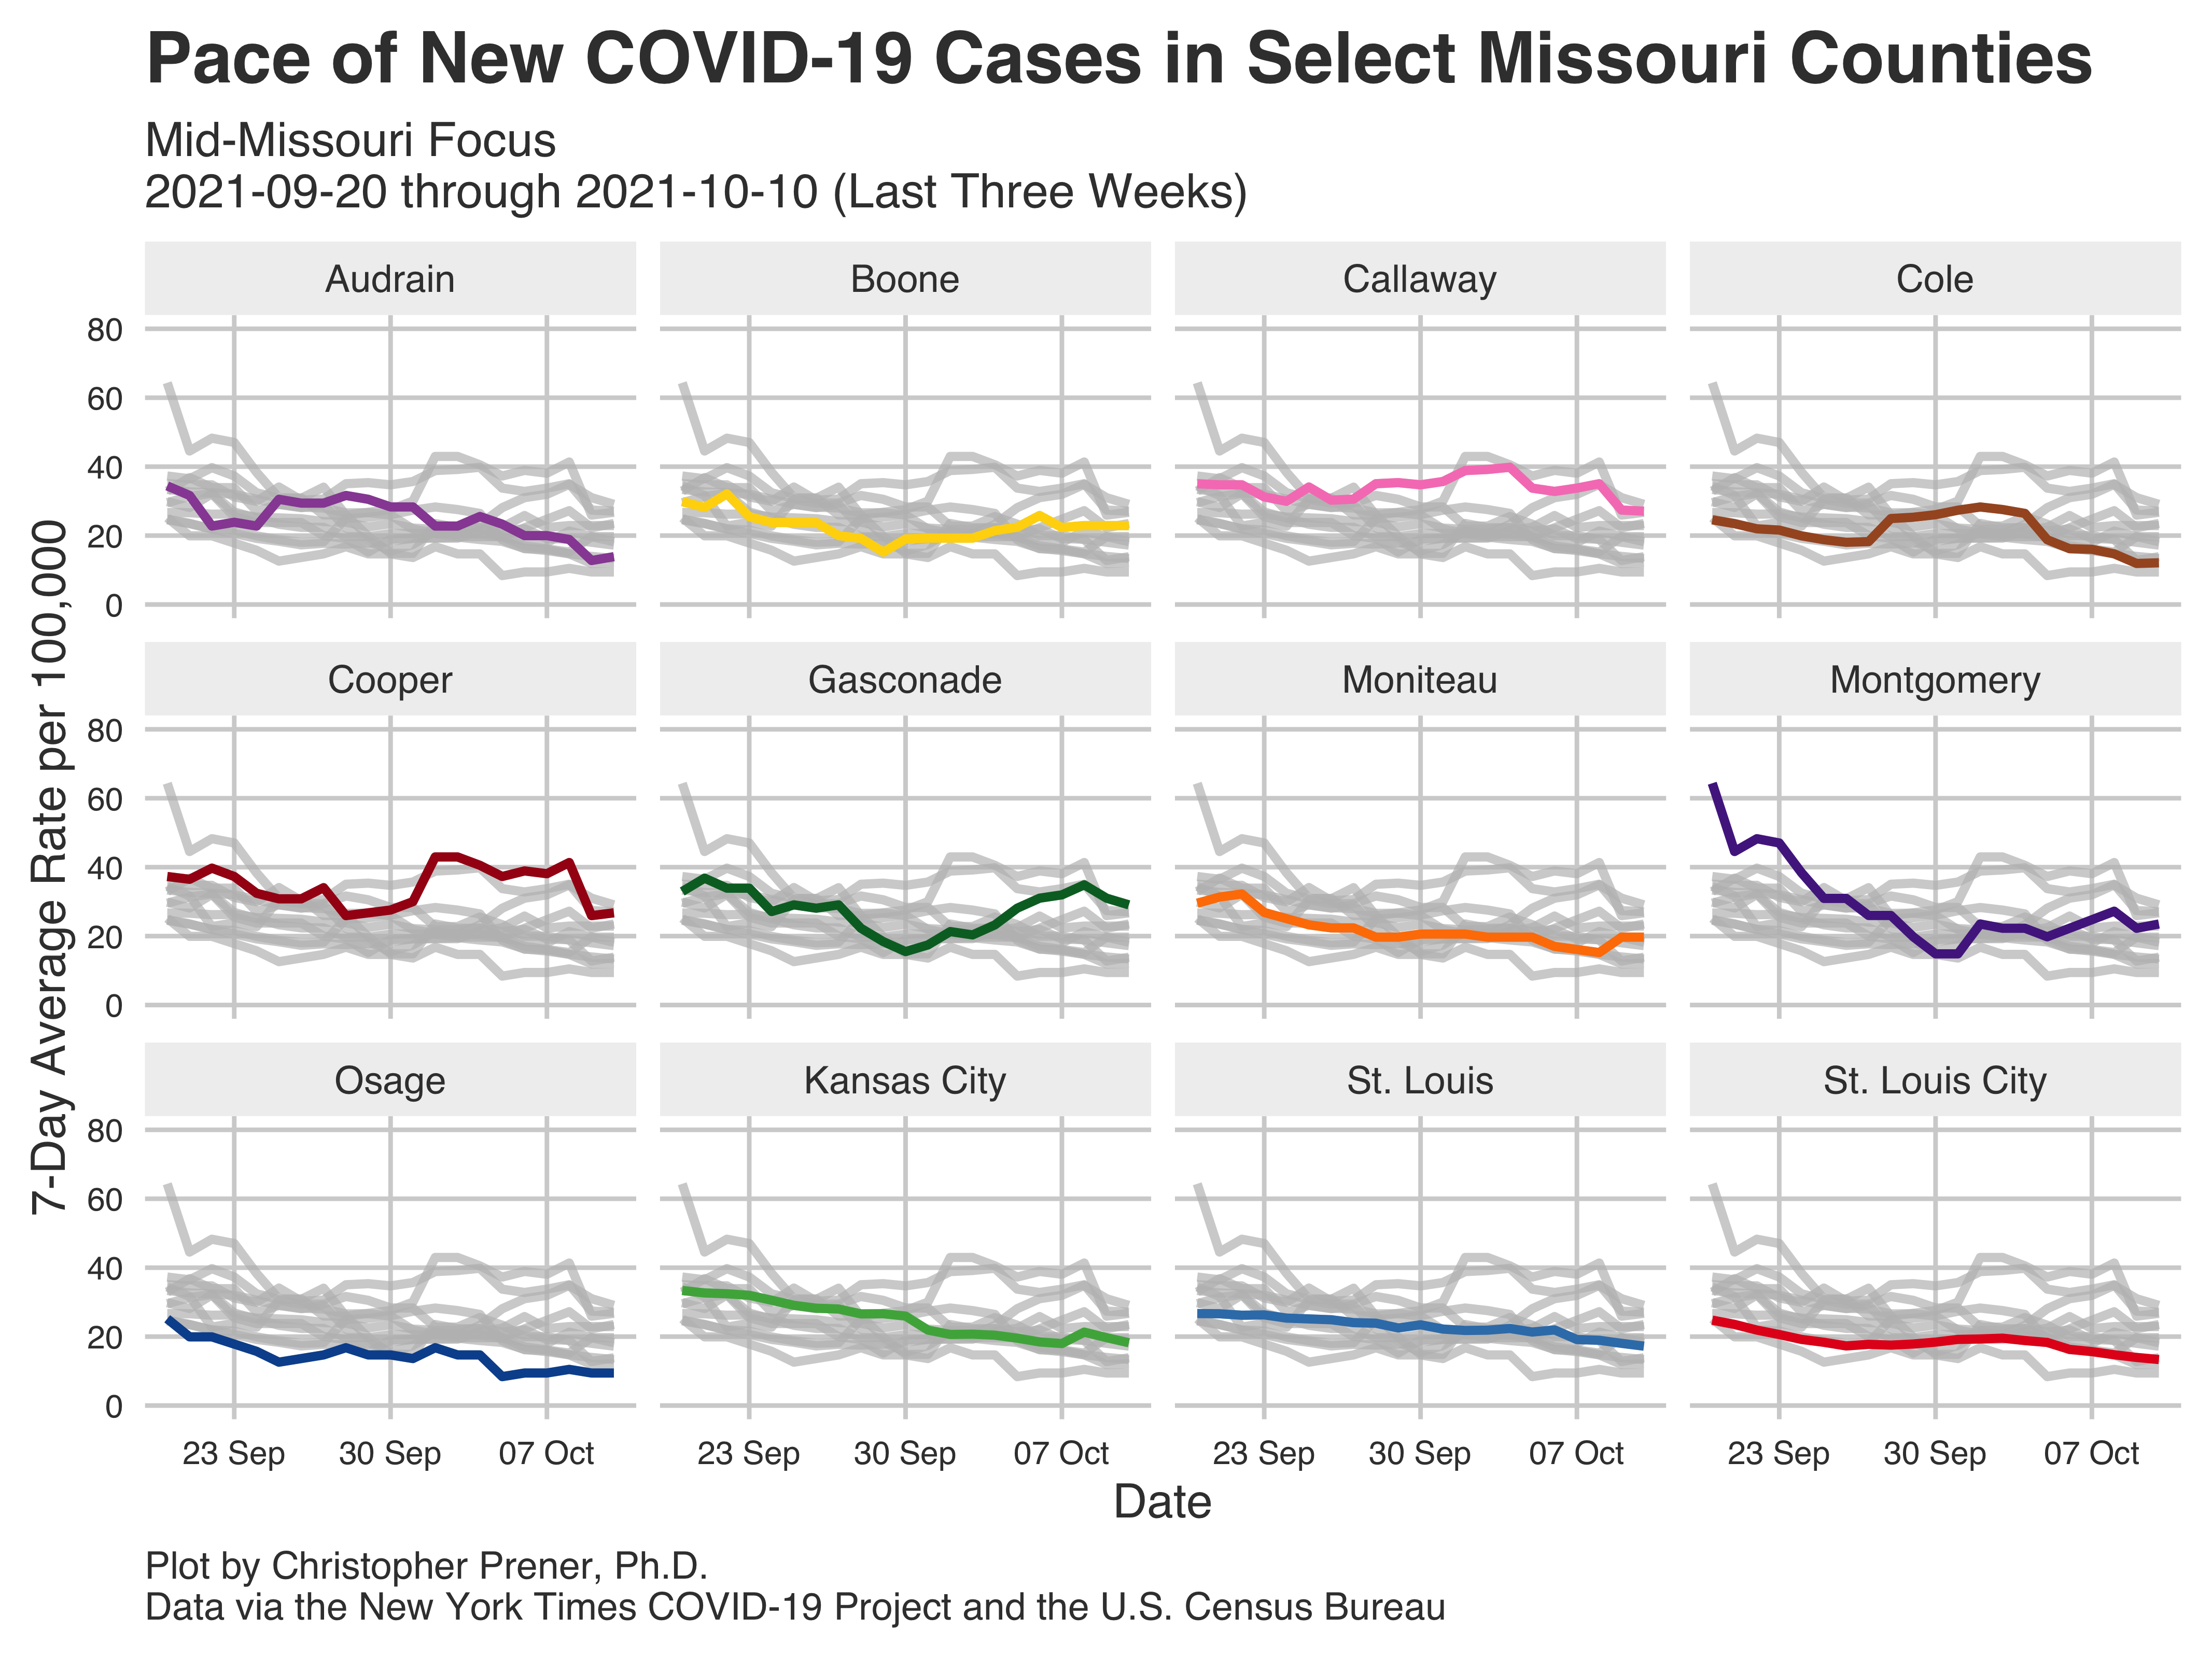 Pace of New COVID-19 Cases in Select Missouri Counties
Mid-Missouri Focus
2021-09-20 through 2021-10-10 (Last Three Weeks)
7-Day Average Rate per 100,000
Audrain
Boone
Callaway
Cole
80
60
40
20
0
Cooper
Gasconade
Moniteau
Montgomery
80
60
40
20
0
Osage
Kansas City
St. Louis
St. Louis City
80
60
40
20
0
23 Sep 30 Sep 07 Oct
23 Sep 30 Sep 07 Oct
23 Sep 30 Sep 07 Oct
23 Sep 30 Sep 07 Oct
Date
Plot by Christopher Prener, Ph.D.
Data via the New York Times COVID-19 Project and the U.S. Census Bureau